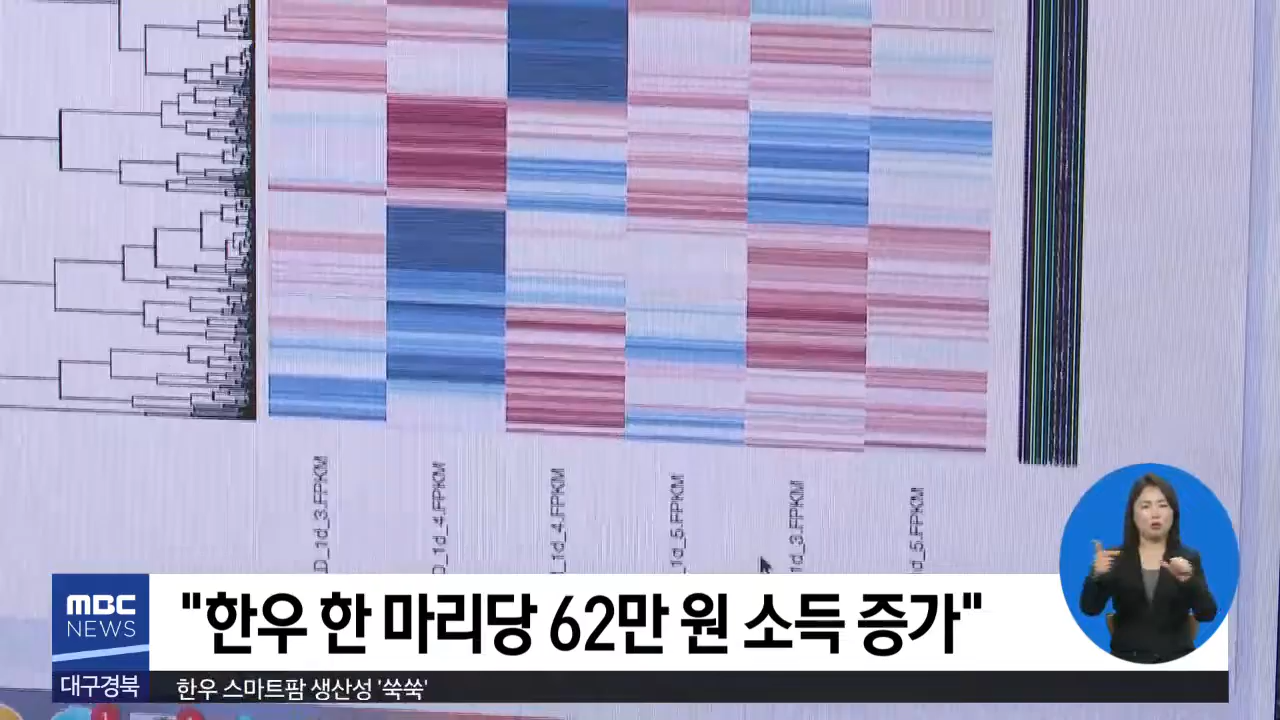 D_1d_3.FPKM
D_1d_4.FPKM
_1d_4.FPKM
_1d_5.FPKM
1d_3.FPKM
d_5.FPKM
MBC
NEWS
"한우 한 마리당 62만 원 소득 증가"
대구경북
한우 스마트팜 생산성 '쑥쑥'